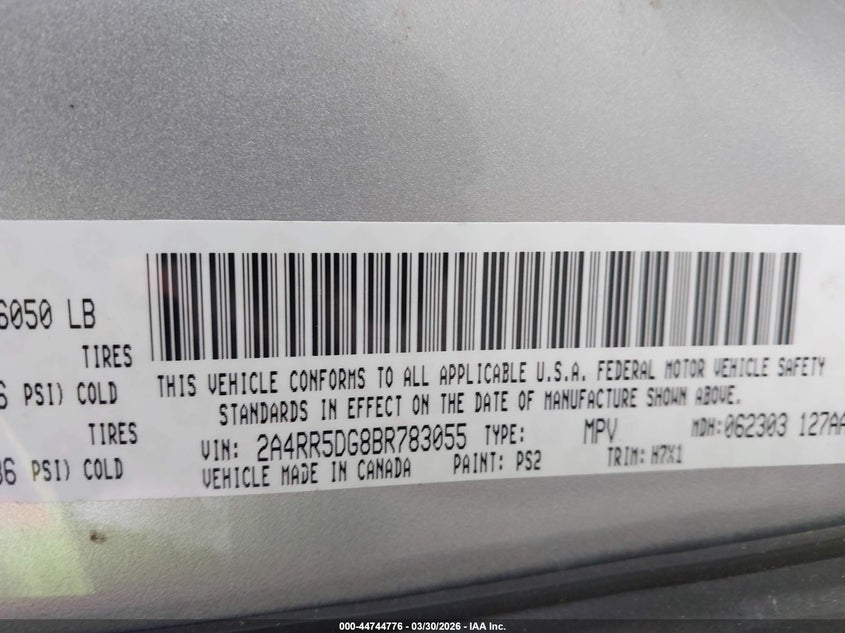 6050 LB
TIRES
PSI) COLD
TIRES
PSI) COLD
THIS VEHICLE CONFORMS TO ALL APPLICABLE U.S.A. FEDERAL MOTOR VEHICLE SAFETY
STANDARDS IN EFFECT ON THE DATE OF MANUFACTURE SHOWN ABOVE.
VIN: 2A4RR5DG8BR783055 TYPE: MPV MDH: 062303 127AA
VEHICLE MADE IN CANADA PAINT: PS2 TRIM: H7X1
000-44744776 - 03/30/2026 - IAA Inc.